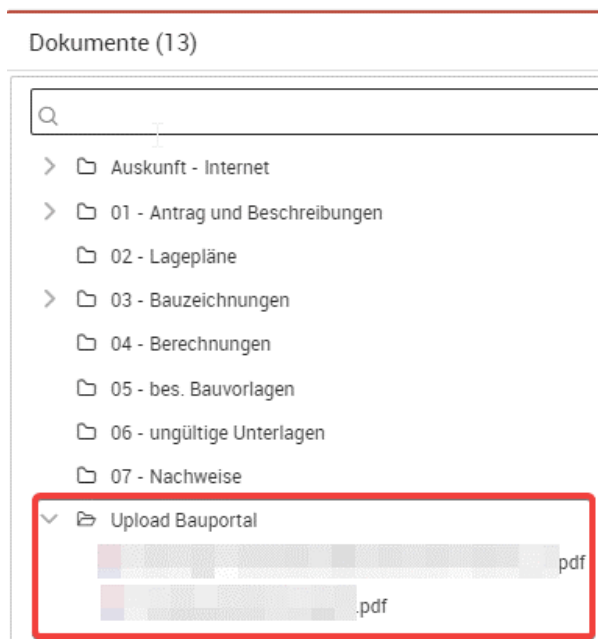 Dokumente (13)
Auskunft - Internet
01 - Antrag und Beschreibungen
02 - Lagepläne
03 - Bauzeichnungen
04 - Berechnungen
05 - bes. Bauvorlagen
06 - ungültige Unterlagen
07 - Nachweise
Upload Bauportal
pdf
.pdf